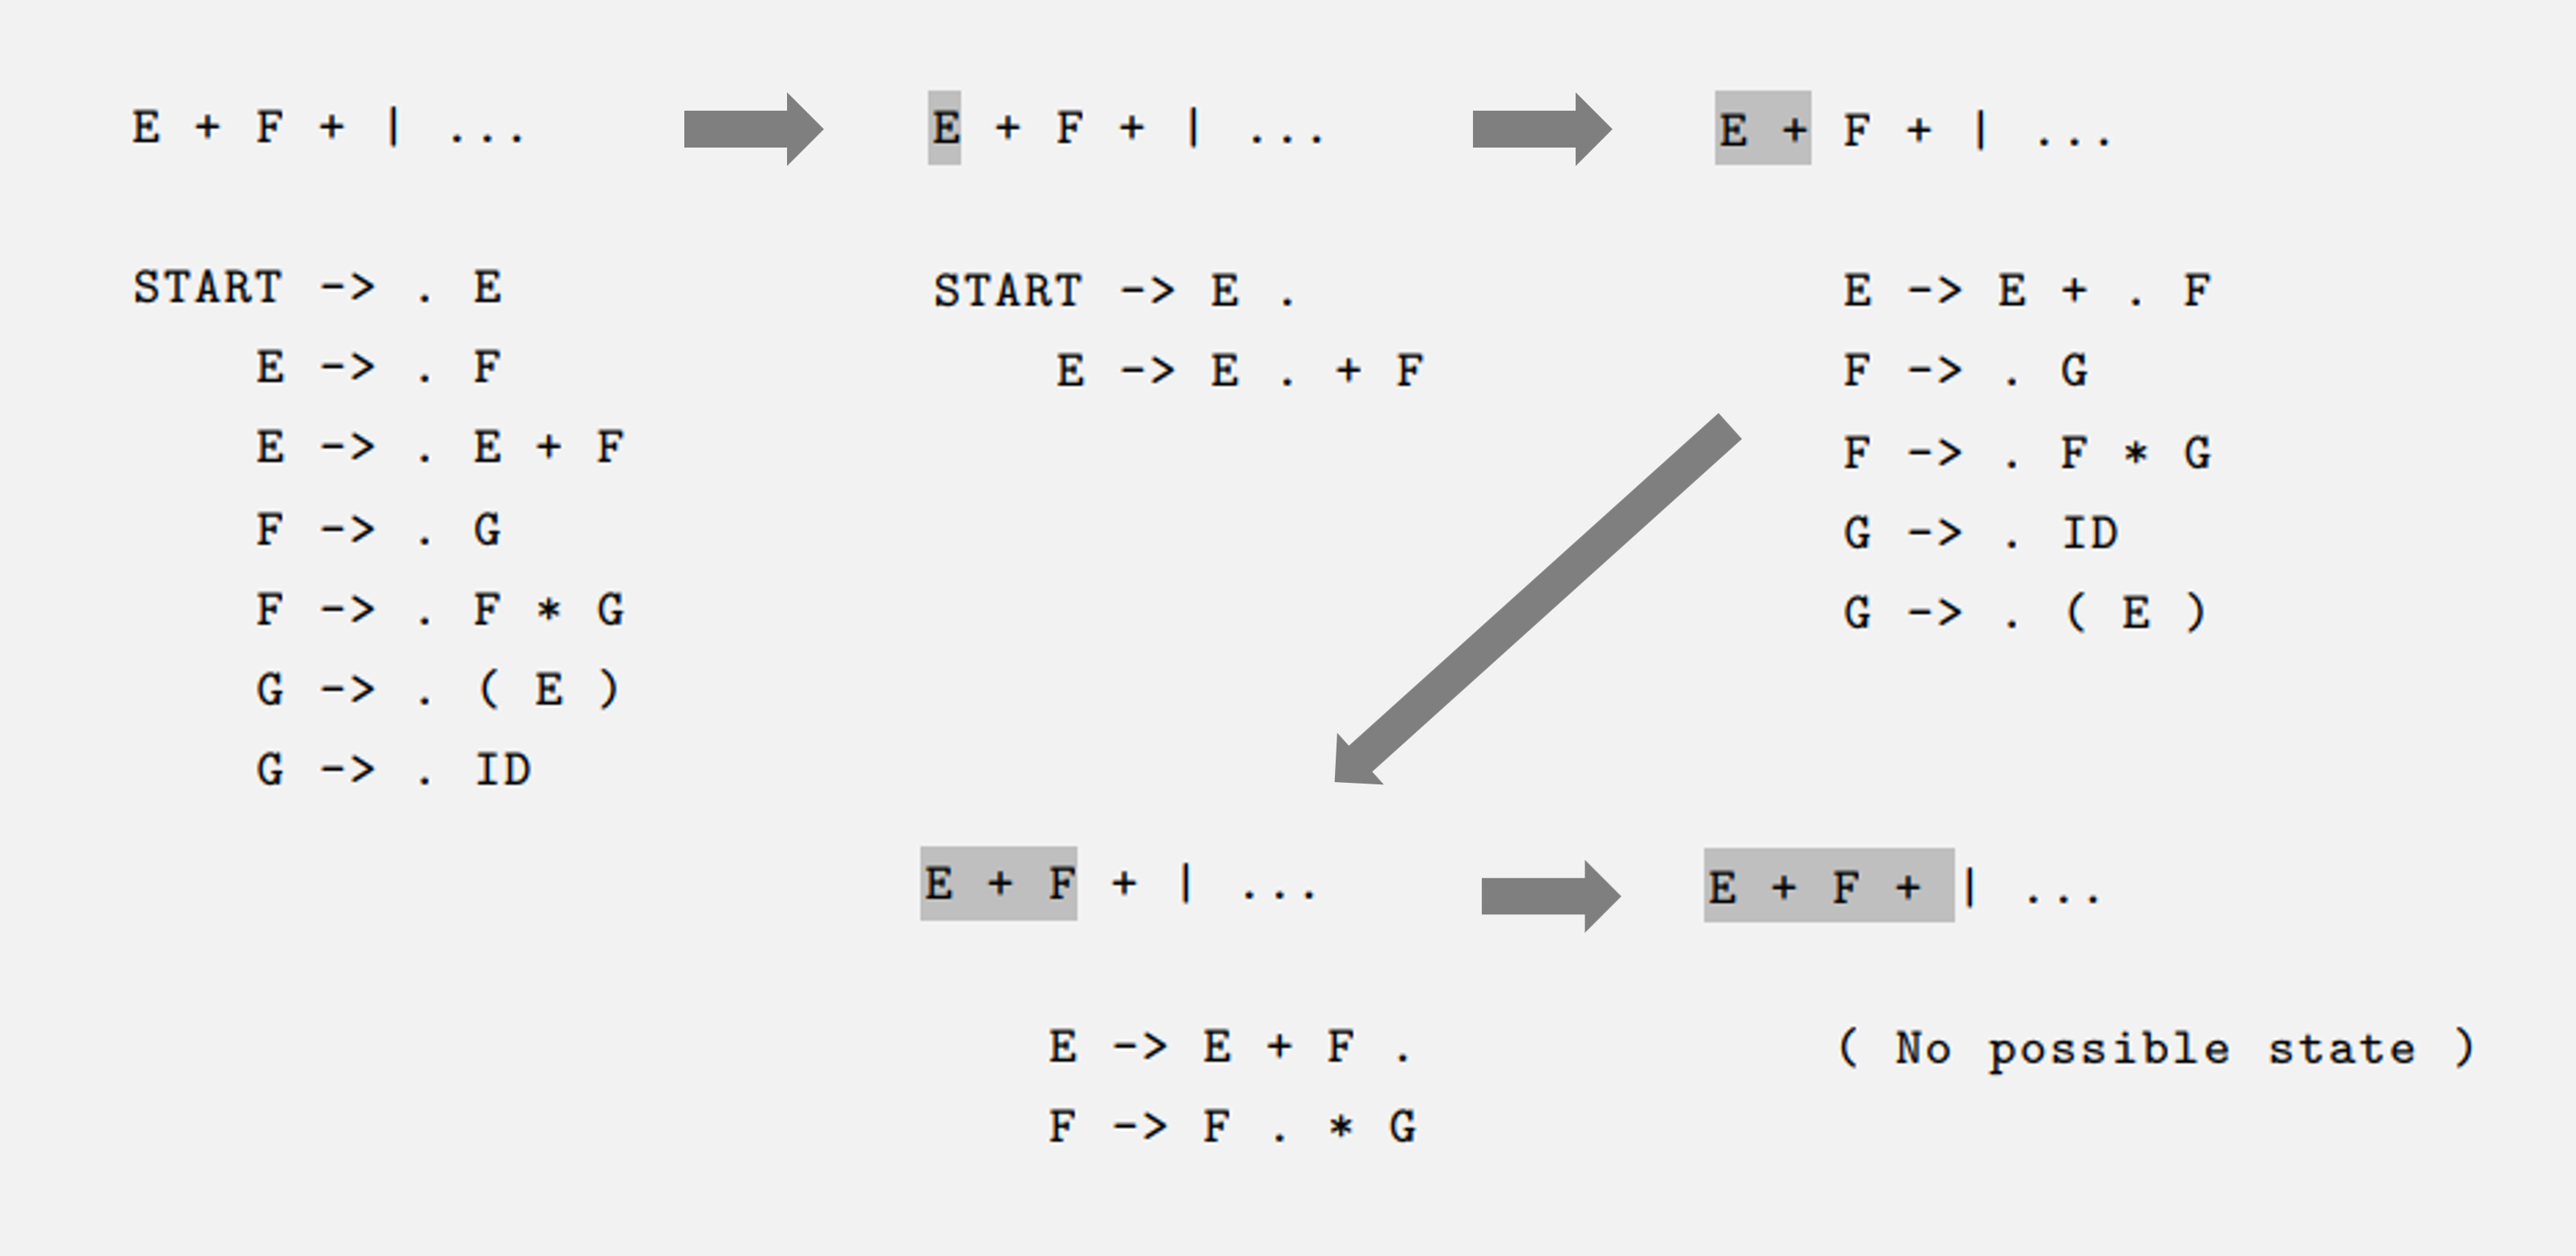 E + F + | ...
START -> . E
E -> . F
E -> . E + F
F -> . G
F -> . F * G
G -> . ( E )
G -> . ID
E + F + | ...
START -> E .
E -> E . + F
E + F + | ...
E -> E + . F
F -> . G
F -> . F * G
G -> . ID
G -> . ( E )
E + F + | ...
E -> E + F .
F -> F . * G
E + F + | ...
( No possible state )